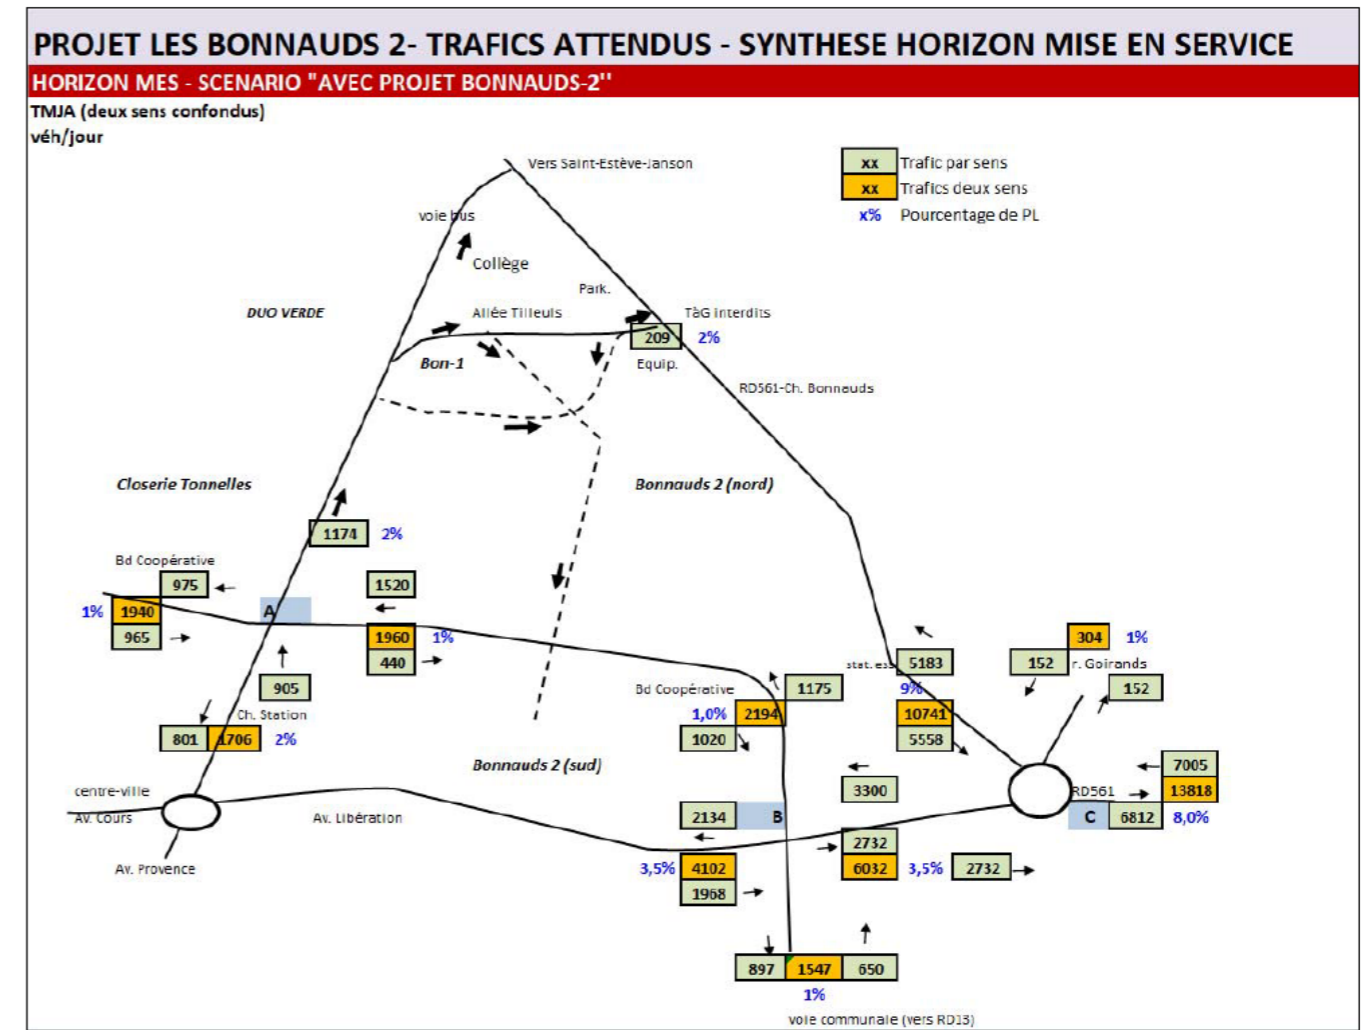 PROJET LES BONNAUDS 2- TRAFICS ATTENDUS - SYNTHESE HORIZON MISE EN SERVICE
HORIZON MES - SCENARIO "AVEC PROJET BONNAUDS-2"
TMJA (deux sens confondus)
véh/jour
Vers Saint-Estève-Janson
xx Trafic par sens
xx Trafics deux sens
x% Pourcentage de PL
voie bus
Collège
Park.
DUO VERDE
Allée Tilleuls
TàG interdits
209 2%
Bon-1
Equip.
RD561-Ch. Bonnauds
Closerie Tonnelles
Bonnauds 2 (nord)
1174 2%
Bd Coopérative
975
1520
1% 1940
A
965
1960 1%
440
304 1%
stat. ess
5183
152
r. Goirands
905
Bd Coopérative
1175
9%
152
Ch. Station
1,0% 2194
10741
801 1706 2%
1020
5558
Bonnauds 2 (sud)
7005
centre-ville
3300
RD561
13818
Av. Cours
Av. Libération
2134
B
C
6812
8,0%
2732
Av. Provence
3,5% 4102
6032 3,5% 2732
1968
897 1547 650
1%
voie communale (vers RD13)